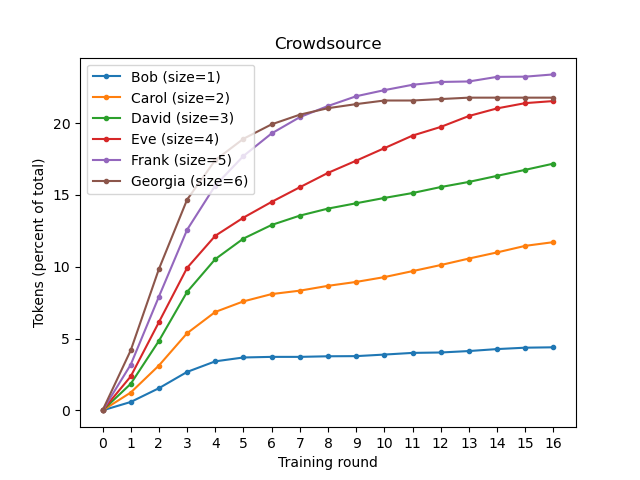 Crowdsource
Tokens (percent of total)
20
15
10
5
0
Bob (size=1)
Carol (size=2)
David (size=3)
Eve (size=4)
Frank (size=5)
Georgia (size=6)
0 1 2 3 4 5 6 7 8 9 10 11 12 13 14 15 16
Training round